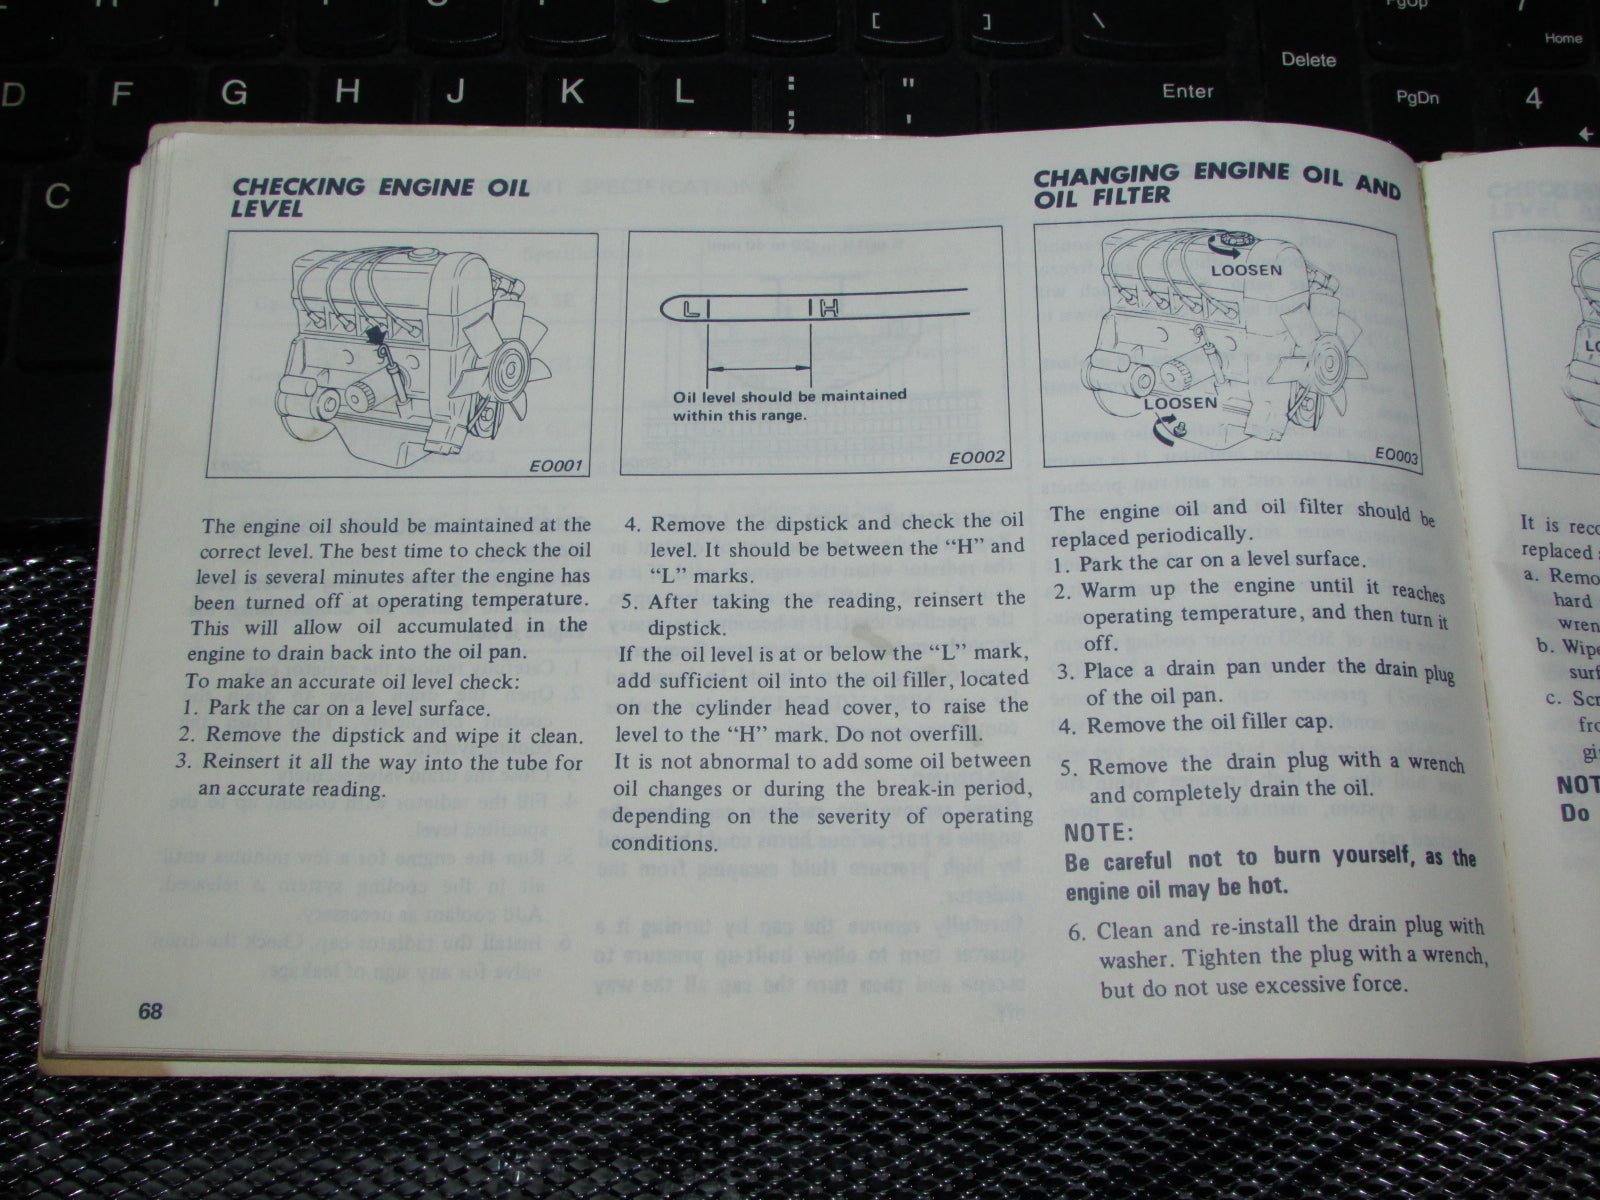 [
]
\
PgUp
7
Home
D
F
G
H
J
K
L
:
;
"
'
Enter
Delete
PgDn
4
C
CHECKING ENGINE OIL
LEVEL
EO001
L
H
Oil level should be maintained
within this range.
EO002
The engine oil should be maintained at the
correct level. The best time to check the oil
level is several minutes after the engine has
been turned off at operating temperature.
This will allow oil accumulated in the
engine to drain back into the oil pan.
To make an accurate oil level check:
1. Park the car on a level surface.
2. Remove the dipstick and wipe it clean.
3. Reinsert it all the way into the tube for
an accurate reading.
4. Remove the dipstick and check the oil
level. It should be between the “H” and
“L” marks.
5. After taking the reading, reinsert the
dipstick.
If the oil level is at or below the “L” mark,
add sufficient oil into the oil filler, located
on the cylinder head cover, to raise the
level to the “H” mark. Do not overfill.
It is not abnormal to add some oil between
oil changes or during the break-in period,
depending on the severity of operating
conditions.
CHANGING ENGINE OIL AND
OIL FILTER
LOOSEN
LOOSEN
EO003
The engine oil and oil filter should be
replaced periodically.
1. Park the car on a level surface.
2. Warm up the engine until it reaches
operating temperature, and then turn it
off.
3. Place a drain pan under the drain plug
of the oil pan.
4. Remove the oil filler cap.
5. Remove the drain plug with a wrench
and completely drain the oil.
NOTE:
Be careful not to burn yourself, as the
engine oil may be hot.
6. Clean and re-install the drain plug with
washer. Tighten the plug with a wrench,
but do not use excessive force.
68
It is
replaced
a.
hard
b.
c.
Do